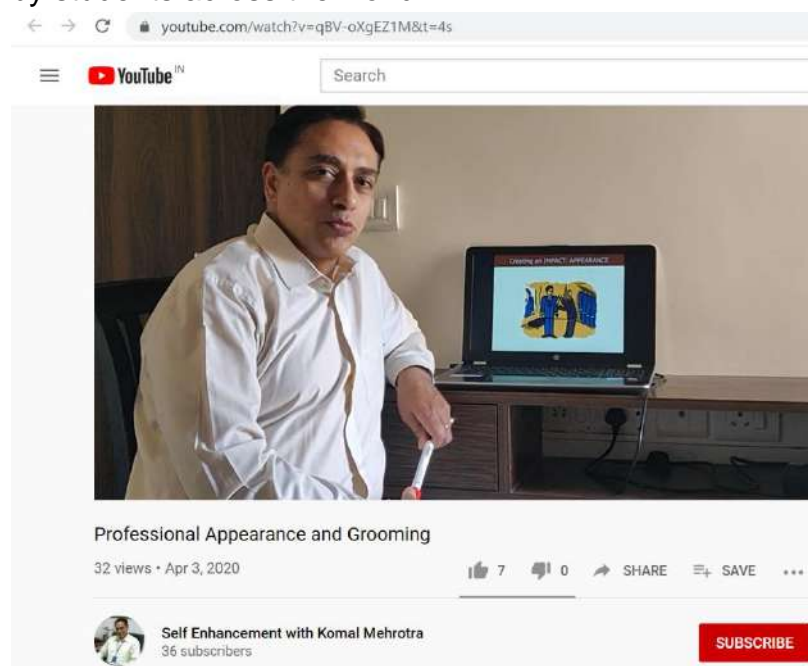 youtube.com/watch?v=qBV-oXgEZ1M&t=4s
YouTube IN
Search
Creating an IMPACT: APPEARANCE
Professional Appearance and Grooming
32 views • Apr 3, 2020
7
0
SHARE
SAVE
Self Enhancement with Komal Mehrotra
36 subscribers
SUBSCRIBE